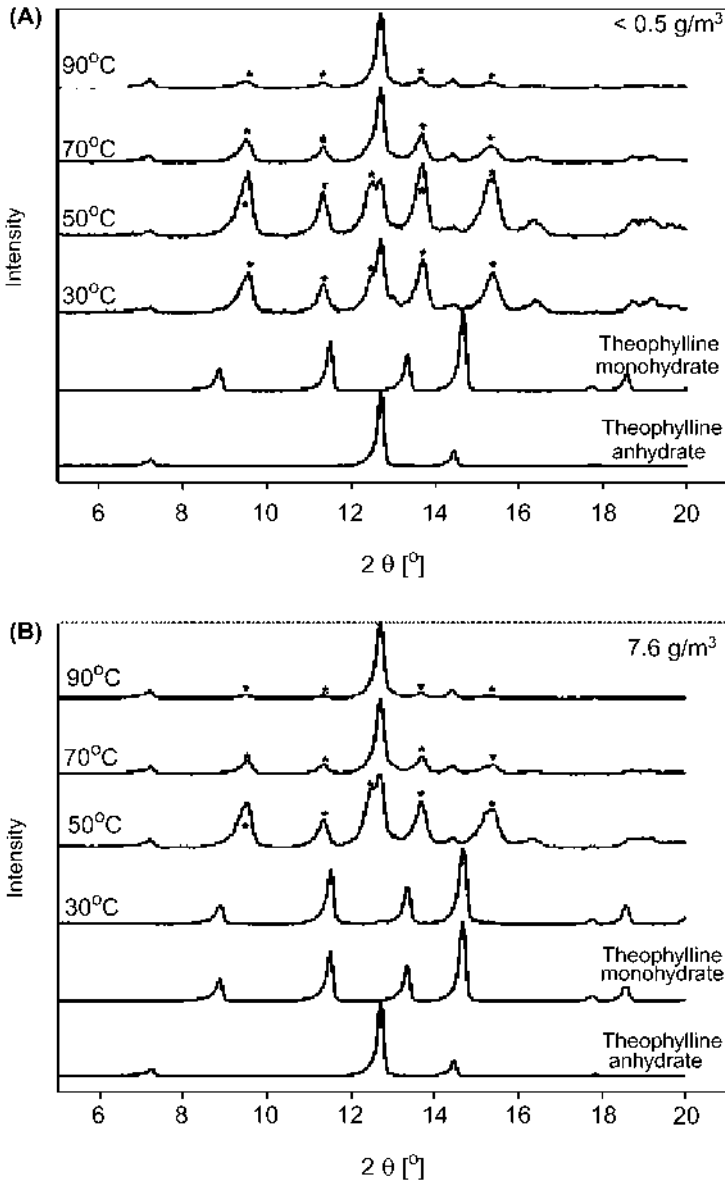 (A)
< 0.5 g/m³
90°C
70°C
50°C
30°C
Theophylline
monohydrate
Theophylline
anhydrate
Intensity
6 8 10 12 14 16 18 20
2 θ [°]
(B)
7.6 g/m³
90°C
70°C
50°C
30°C
Theophylline
monohydrate
Theophylline
anhydrate
Intensity
6 8 10 12 14 16 18 20
2 θ [°]